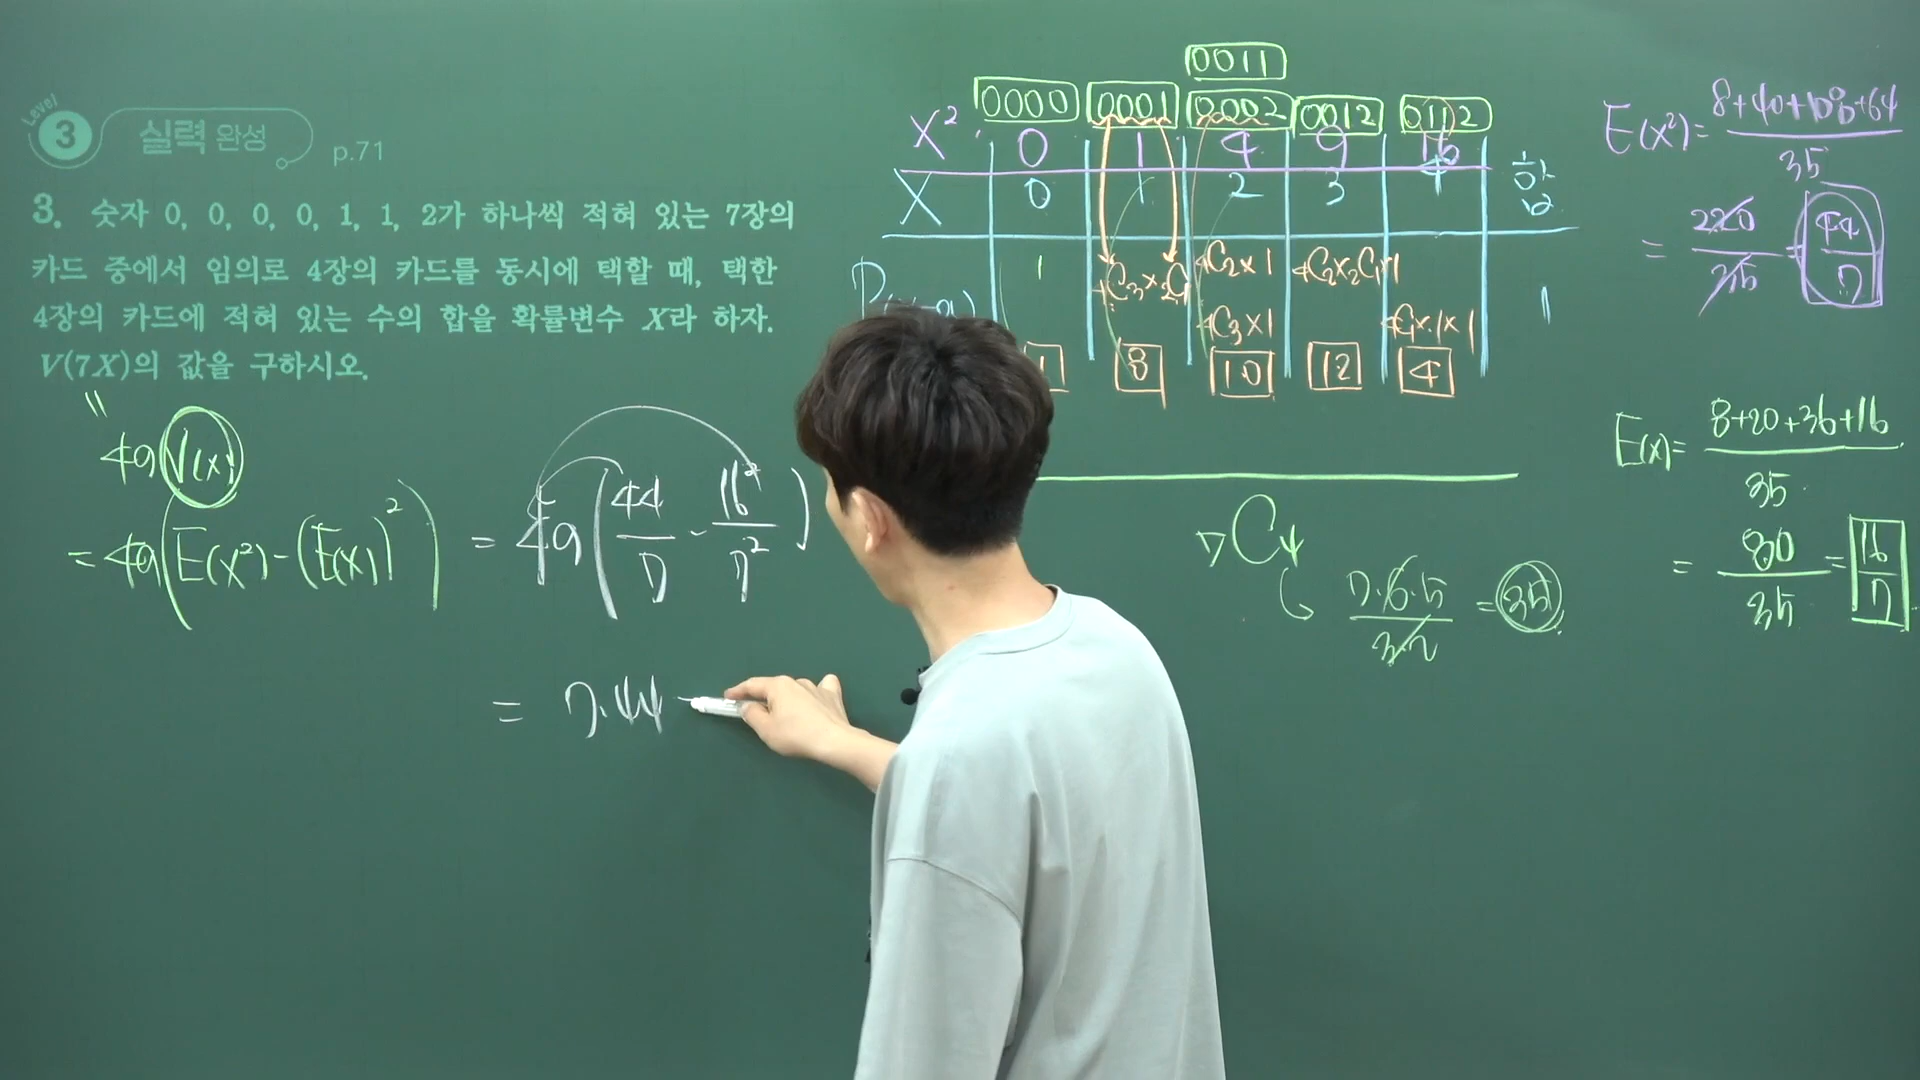 Level 3 실력 완성 p.71
3. 숫자 0, 0, 0, 0, 1, 1, 2가 하나씩 적혀 있는 7장의
카드 중에서 임의로 4장의 카드를 동시에 택할 때, 택한
4장의 카드에 적혀 있는 수의 합을 확률변수 X라 하자.
V(7X)의 값을 구하시오.
"
49 V(X)
= 49(E(X²)-(E(X))²) = 49(44/7 - 16²/7²)
= 7·44 -
0011
0000 0001 0002 0012 0112
X² 0 1 4 9 16
X 0 1 2 3 4 합
1 ₄C₃×₂C₁ ₄C₂×1 ₄C₂×₂C₁×1 1
₄C₃×1 ₄C₁×1×1
1 8 10 12 4
₇C₄
7·6·5/3·2 = 35
E(X²)= 8+40+108+64/35
= 220/35 = 44/7
E(X)= 8+20+36+16/35
= 80/35 = 16/7